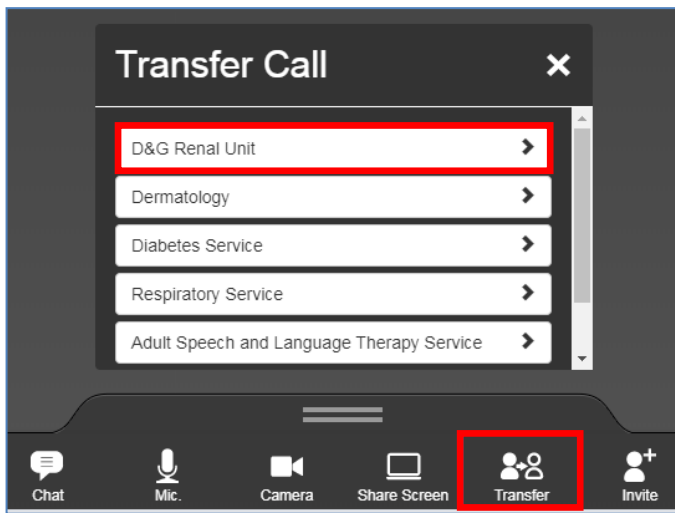 Transfer Call
D&G Renal Unit
Dermatology
Diabetes Service
Respiratory Service
Adult Speech and Language Therapy Service
Chat Mic. Camera Share Screen Transfer Invite